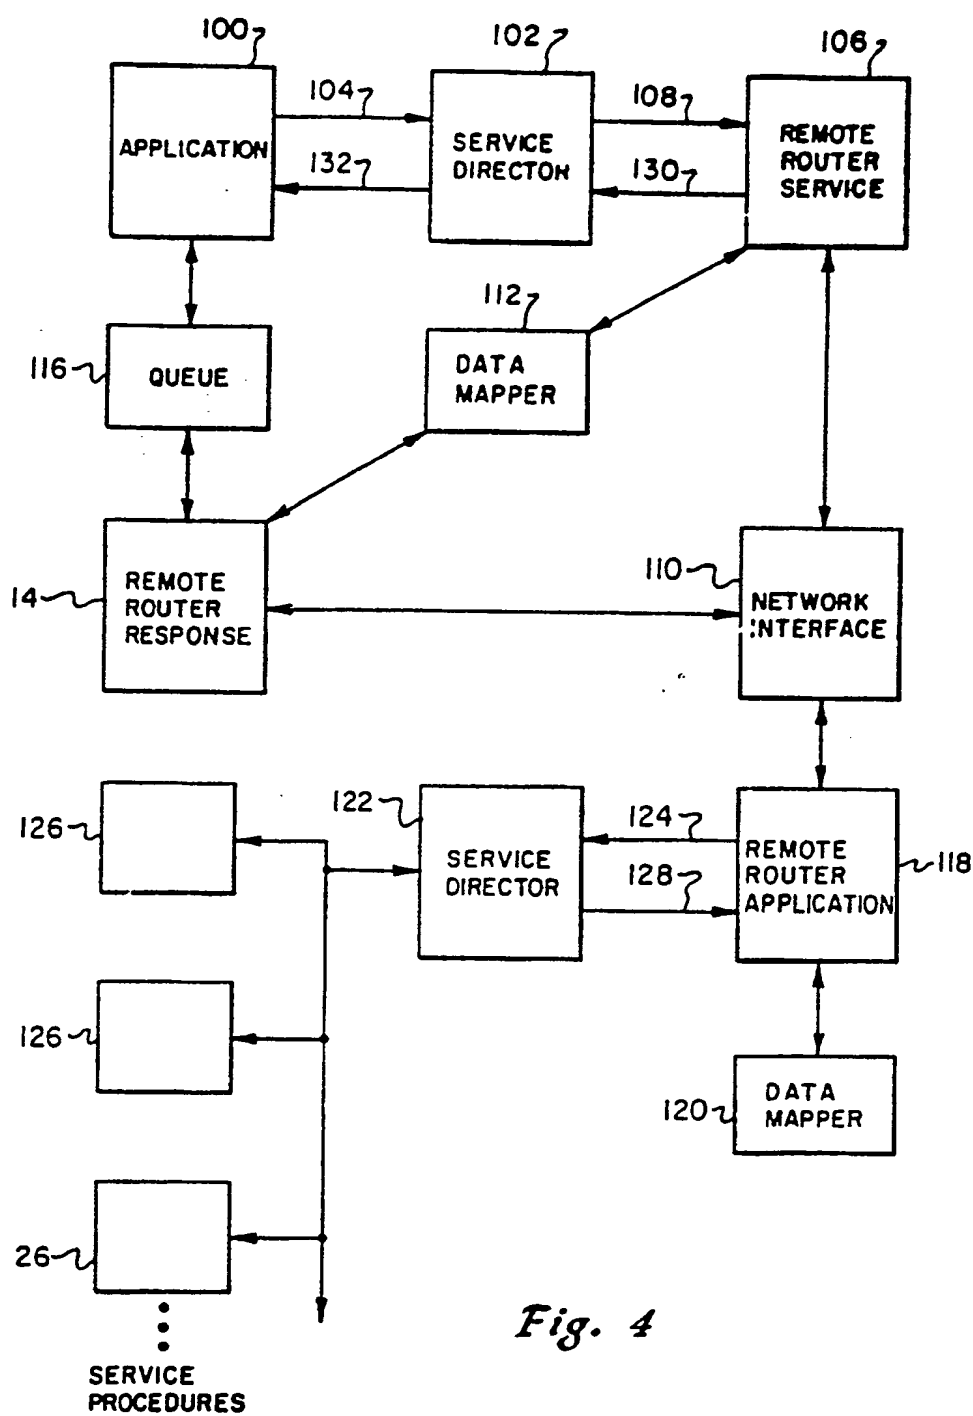 100
102
106
APPLICATION
104
132
SERVICE
DIRECTOR
108
130
REMOTE
ROUTER
SERVICE
112
116
QUEUE
DATA
MAPPER
14
REMOTE
ROUTER
RESPONSE
110
NETWORK
INTERFACE
126
122
SERVICE
DIRECTOR
124
128
REMOTE
ROUTER
APPLICATION
118
126
120
DATA
MAPPER
26
SERVICE
PROCEDURES
Fig. 4